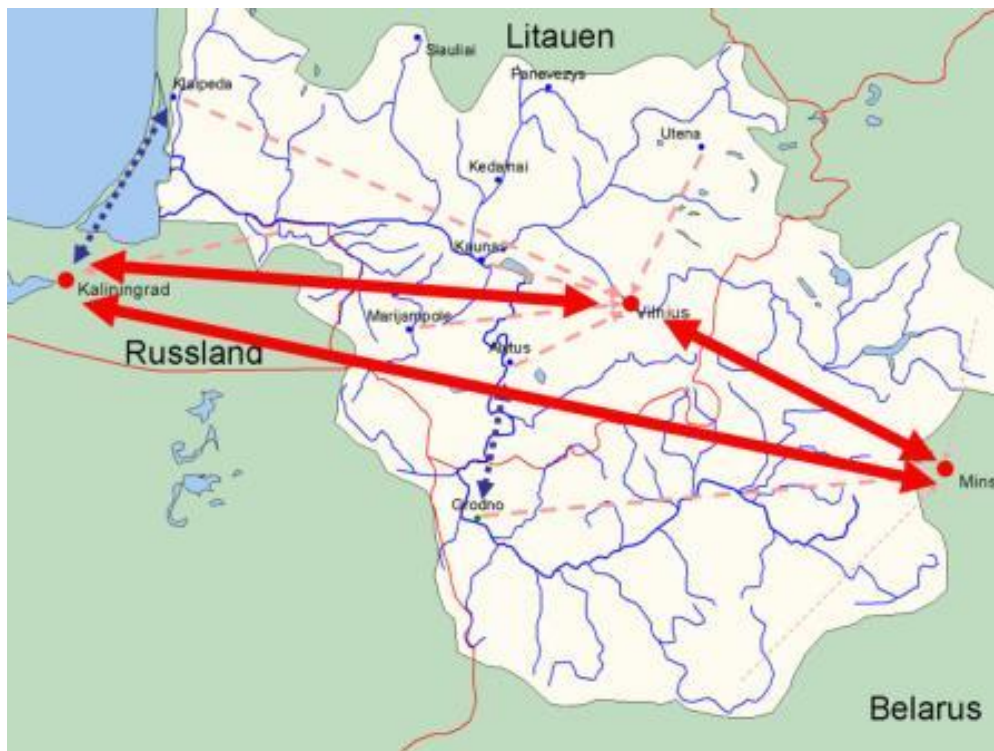 Litauen
Siauliai
Panevezys
Klaipeda
Utena
Kedainai
Kaunas
Kaliningrad
Vilnius
Marijampole
Russland
Alytus
Mins
Grodno
Belarus